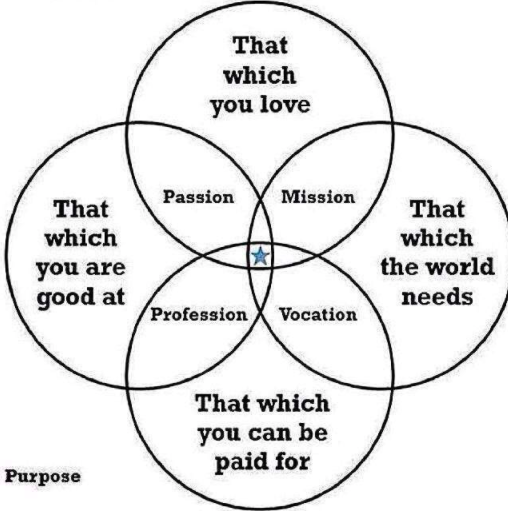 That
which
you love
Passion
Mission
That
which
you are
good at
That
which
the world
needs
Profession
Vocation
That which
you can be
paid for
Purpose